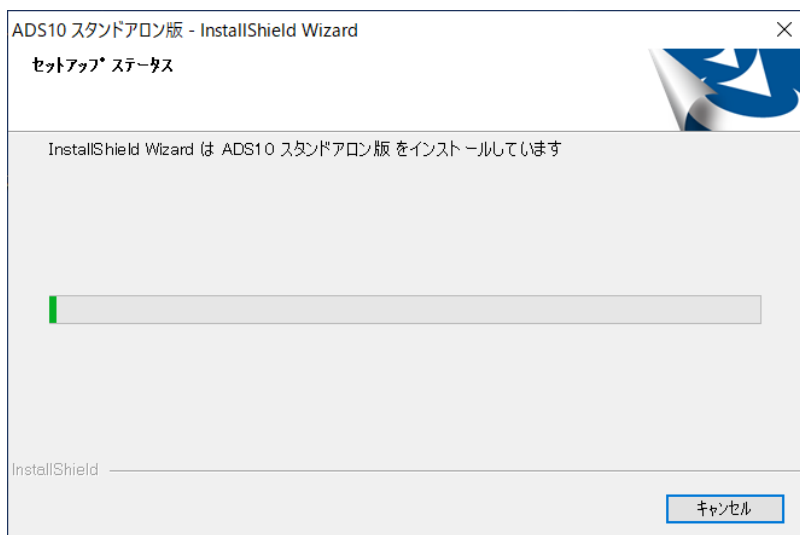 ADS10 スタンドアロン版 - InstallShield Wizard
セットアップ ステータス
InstallShield Wizard は ADS10 スタンドアロン版 をインストールしています
InstallShield
キャンセル